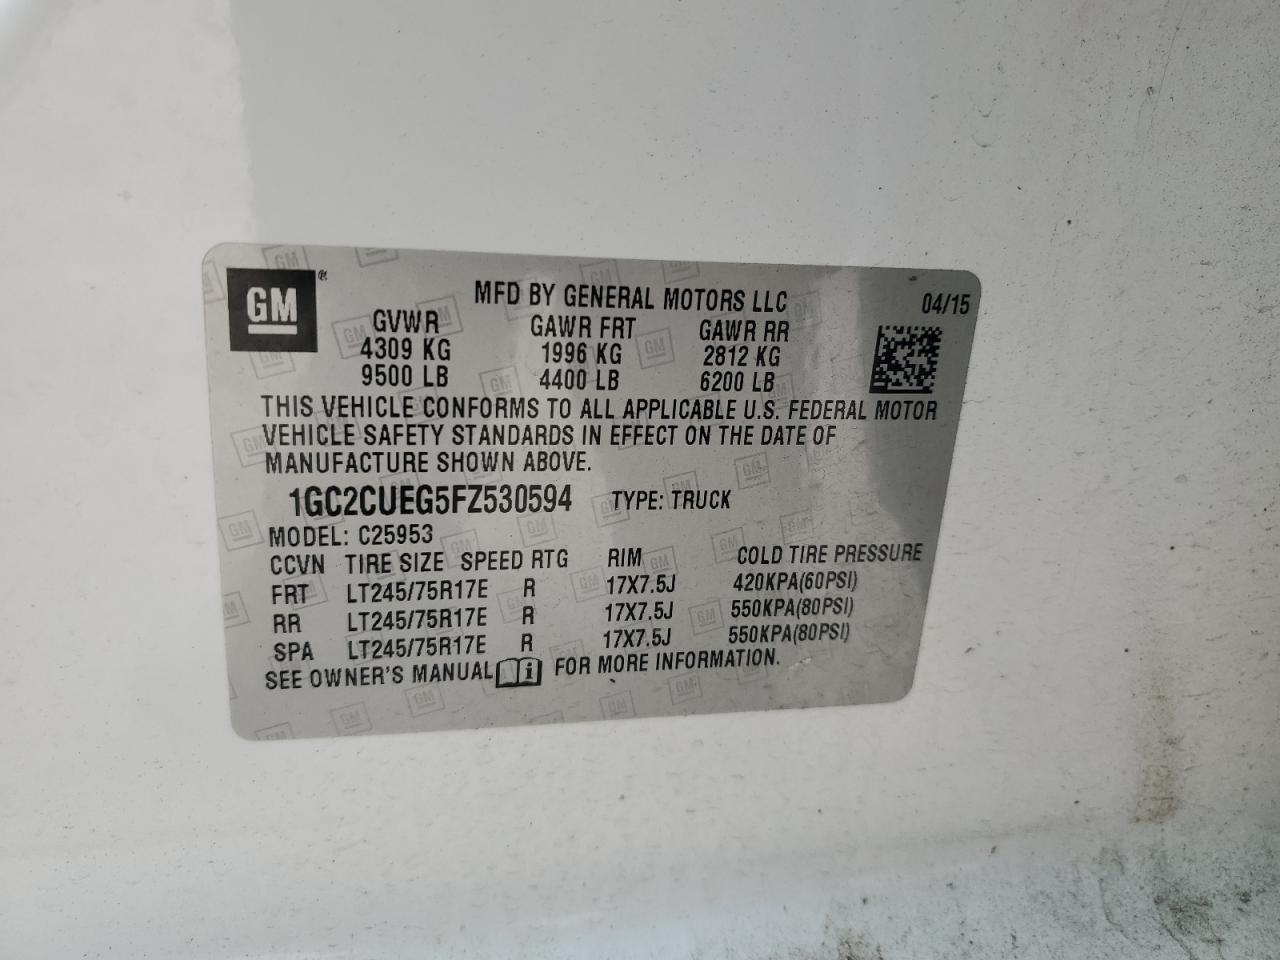 GM®
MFD BY GENERAL MOTORS LLC 04/15
GVWR GAWR FRT GAWR RR
4309 KG 1996 KG 2812 KG
9500 LB 4400 LB 6200 LB
THIS VEHICLE CONFORMS TO ALL APPLICABLE U.S. FEDERAL MOTOR
VEHICLE SAFETY STANDARDS IN EFFECT ON THE DATE OF
MANUFACTURE SHOWN ABOVE.
1GC2CUEG5FZ530594 TYPE: TRUCK
MODEL: C25953
CCVN TIRE SIZE SPEED RTG RIM COLD TIRE PRESSURE
FRT LT245/75R17E R 17X7.5J 420KPA(60PSI)
RR LT245/75R17E R 17X7.5J 550KPA(80PSI)
SPA LT245/75R17E R 17X7.5J 550KPA(80PSI)
SEE OWNER'S MANUAL i FOR MORE INFORMATION.